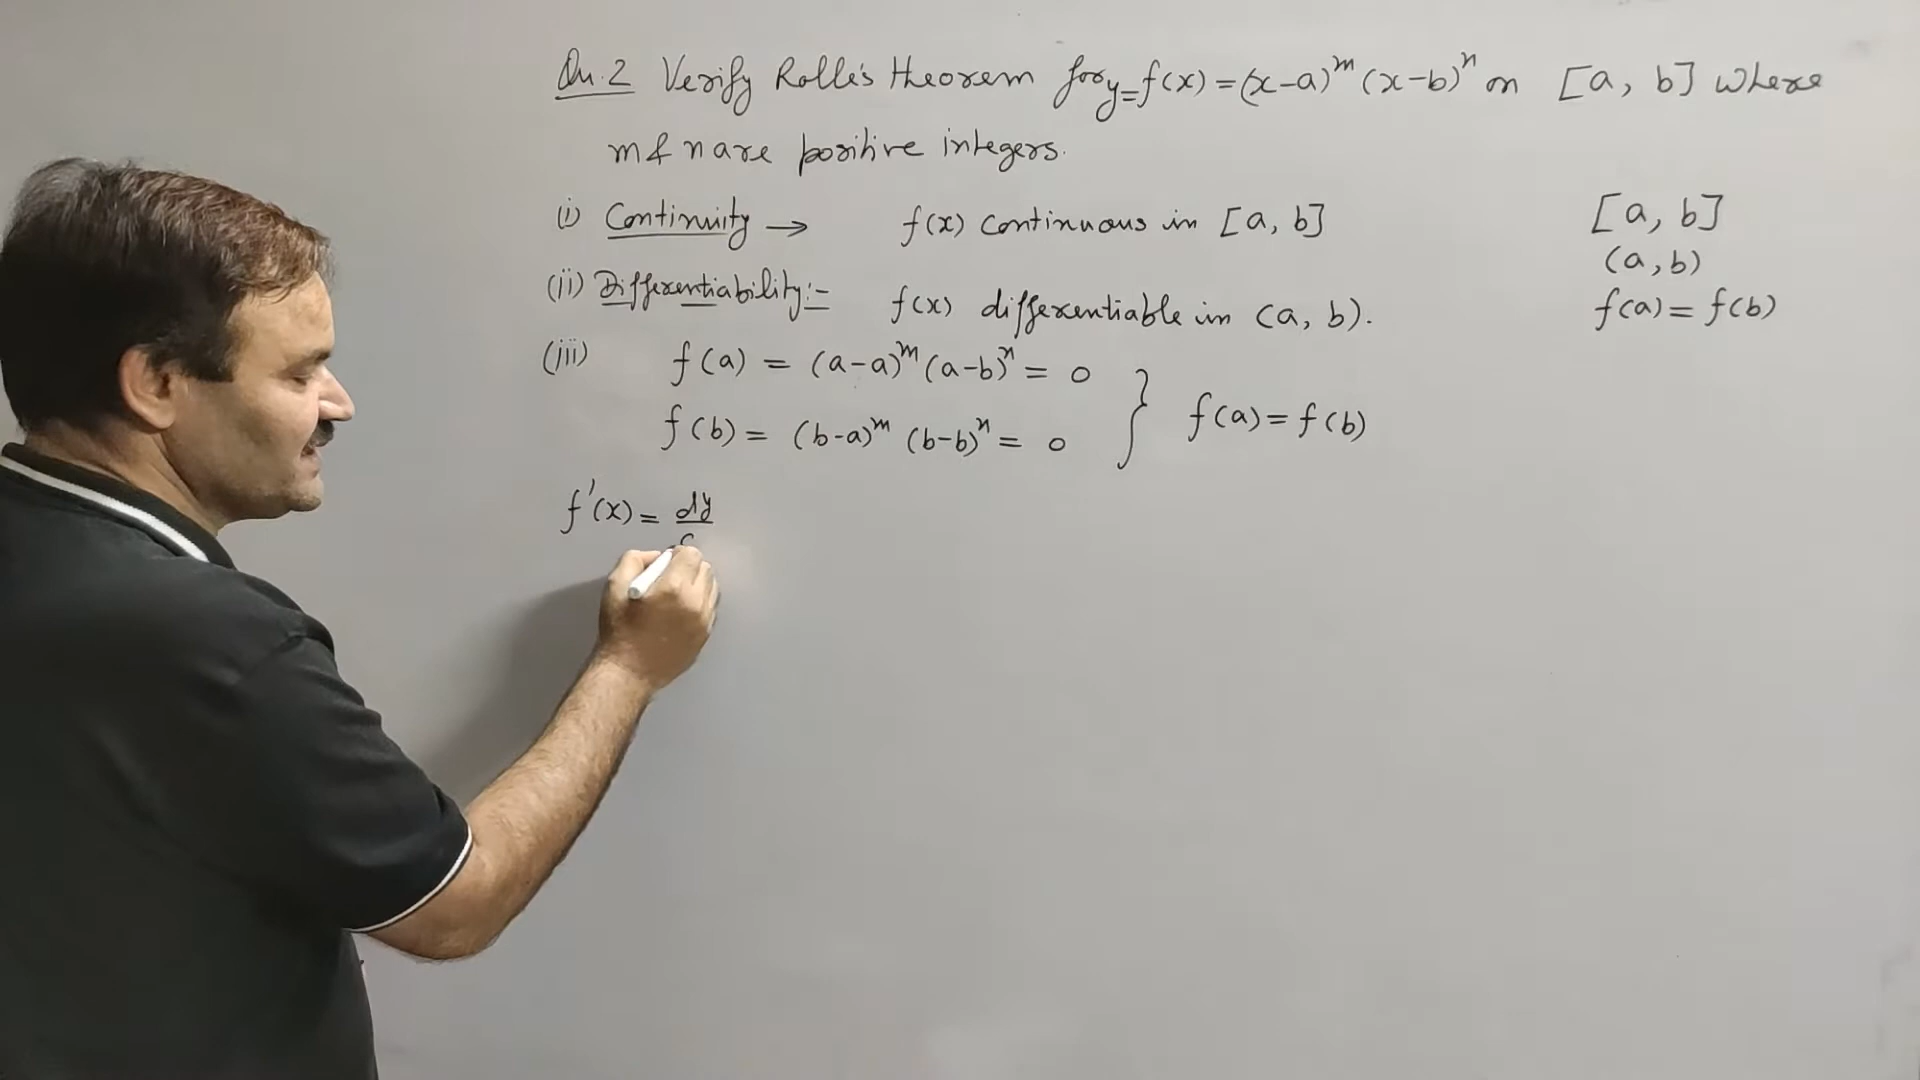 Qu.2 Verify Rolle's theorem for y=f(x)=(x-a)^m (x-b)^n on [a, b] where
m & n are positive integers.
(i) Continuity → f(x) continuous in [a, b]
(ii) Differentiability:- f(x) differentiable in (a, b).
(iii) f(a) = (a-a)^m (a-b)^n = 0
f(b) = (b-a)^m (b-b)^n = 0 } f(a) = f(b)
f'(x) = dy
[a, b]
(a, b)
f(a) = f(b)